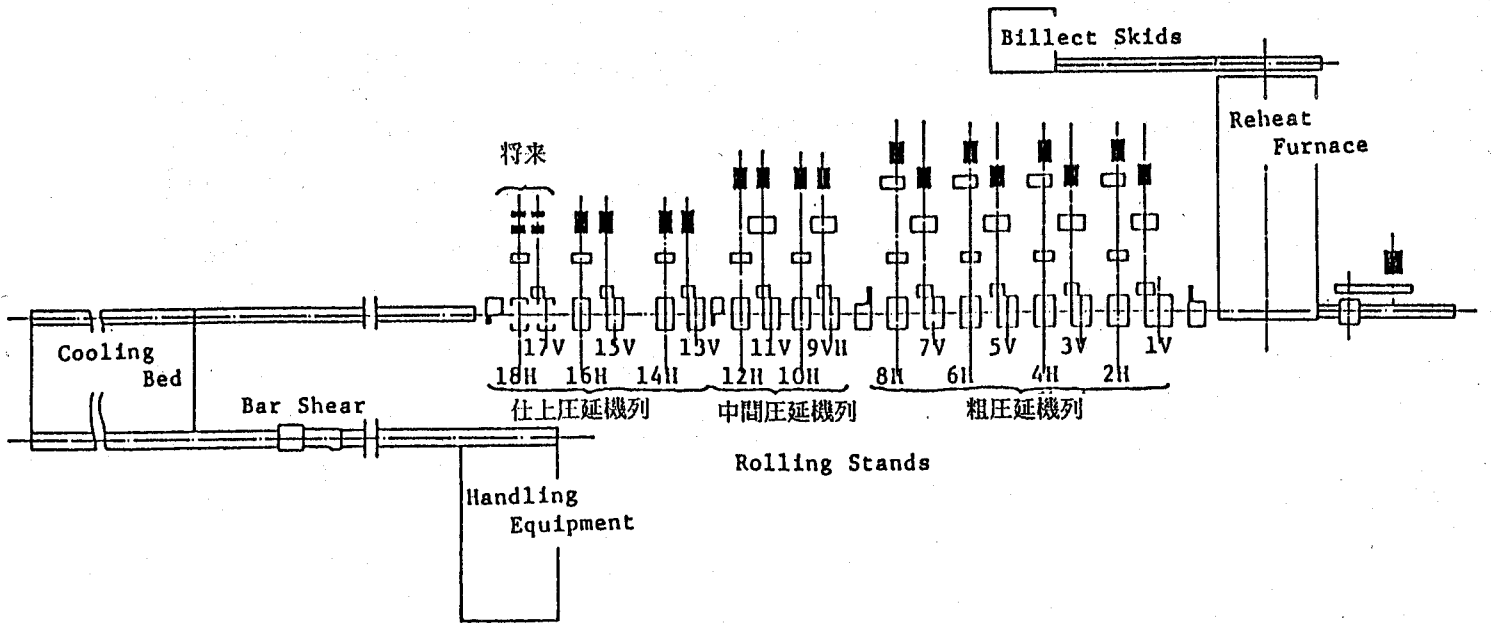 Billect Skids
Reheat
Furnace
将来
17V 15V 13V 11V 9VH 7V 5V 3V 1V
18H 16H 14H 12H 10H 8H 6H 4H 2H
Cooling
Bed
Bar Shear
仕上圧延機列 中間圧延機列 粗圧延機列
Rolling Stands
Handling
Equipment